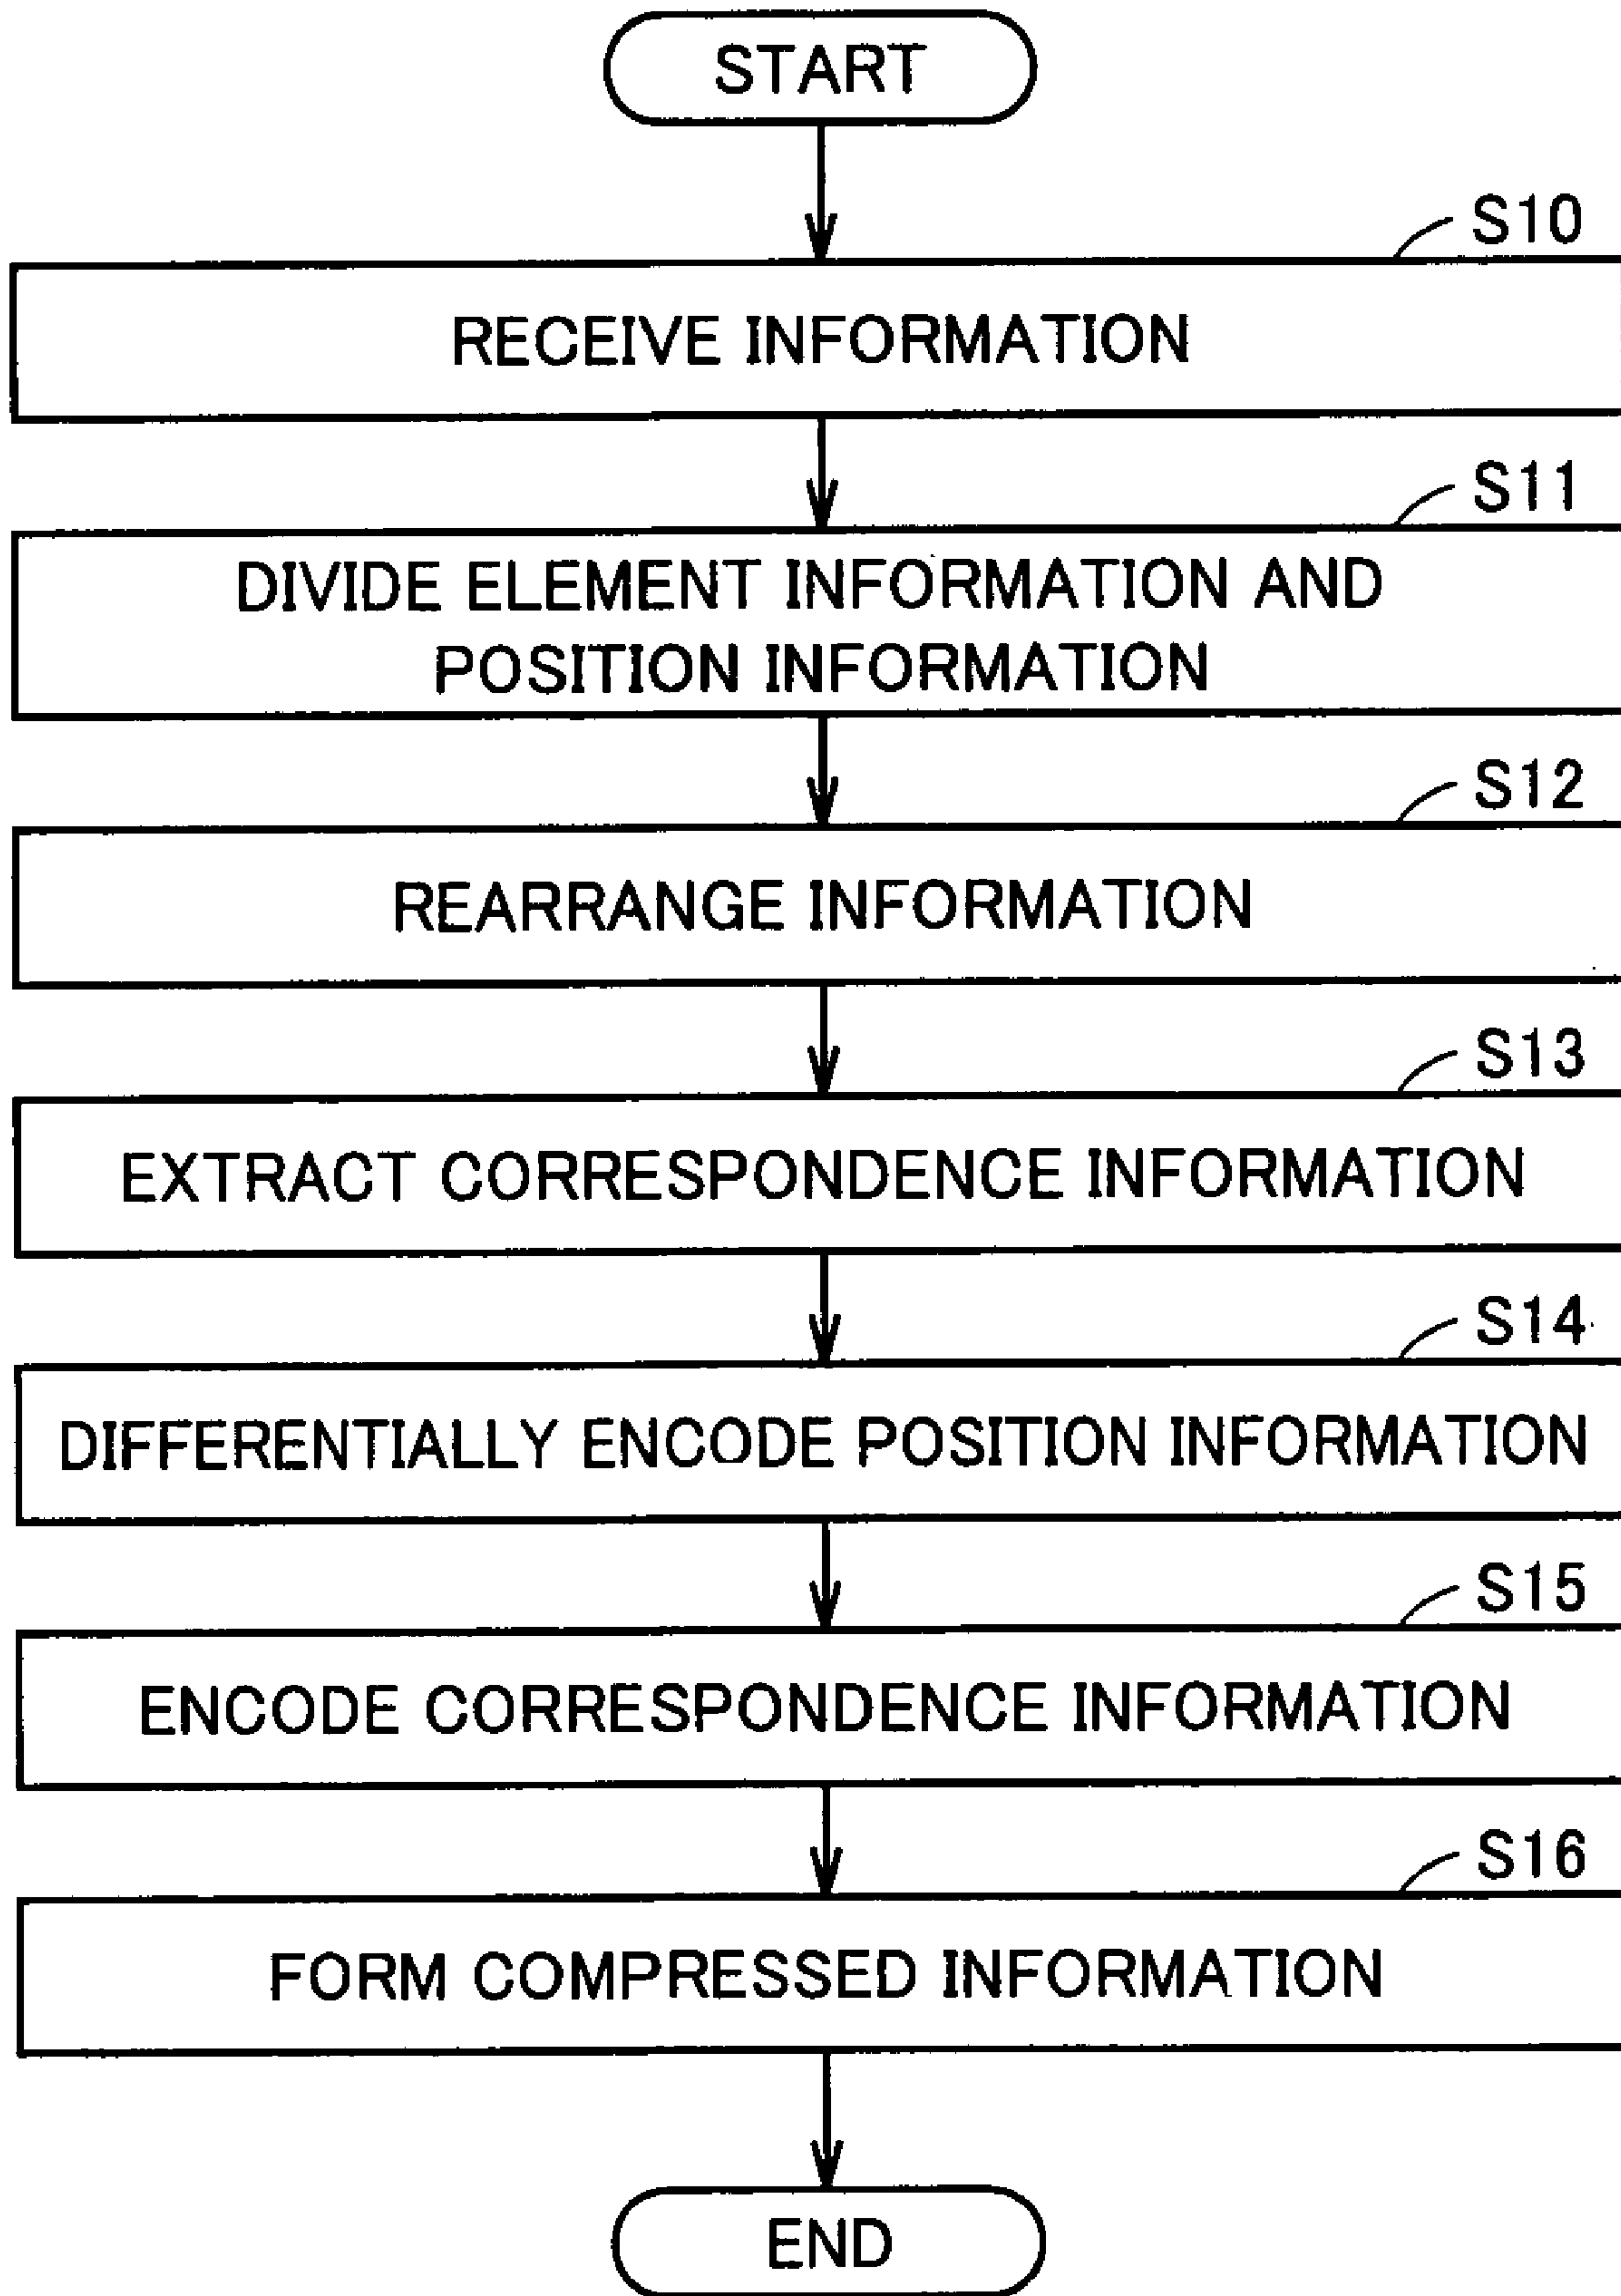 START
S10
RECEIVE INFORMATION
S11
DIVIDE ELEMENT INFORMATION AND
POSITION INFORMATION
S12
REARRANGE INFORMATION
S13
EXTRACT CORRESPONDENCE INFORMATION
S14
DIFFERENTIALLY ENCODE POSITION INFORMATION
S15
ENCODE CORRESPONDENCE INFORMATION
S16
FORM COMPRESSED INFORMATION
END